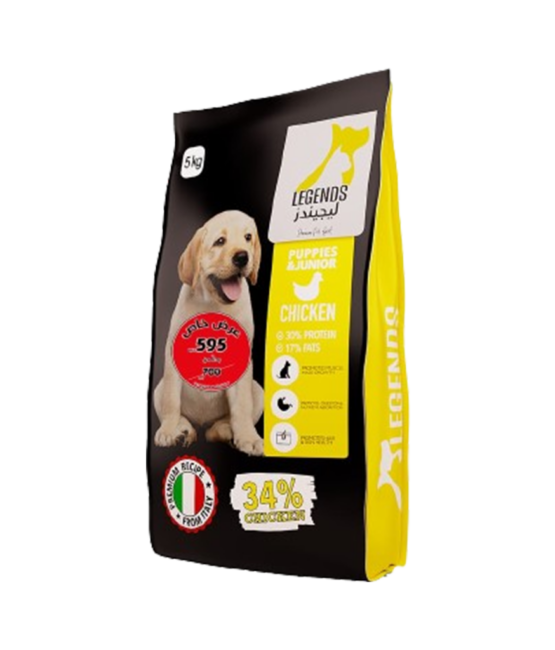 5kg
LEGENDS
ليجيندز
PUPPIES
&JUNIOR
CHICKEN
30% PROTEIN
17% FATS
عرض خاص
595
700
LEGENDS
PREMIUM RECIPE
FROM ITALY
34%
CHICKEN